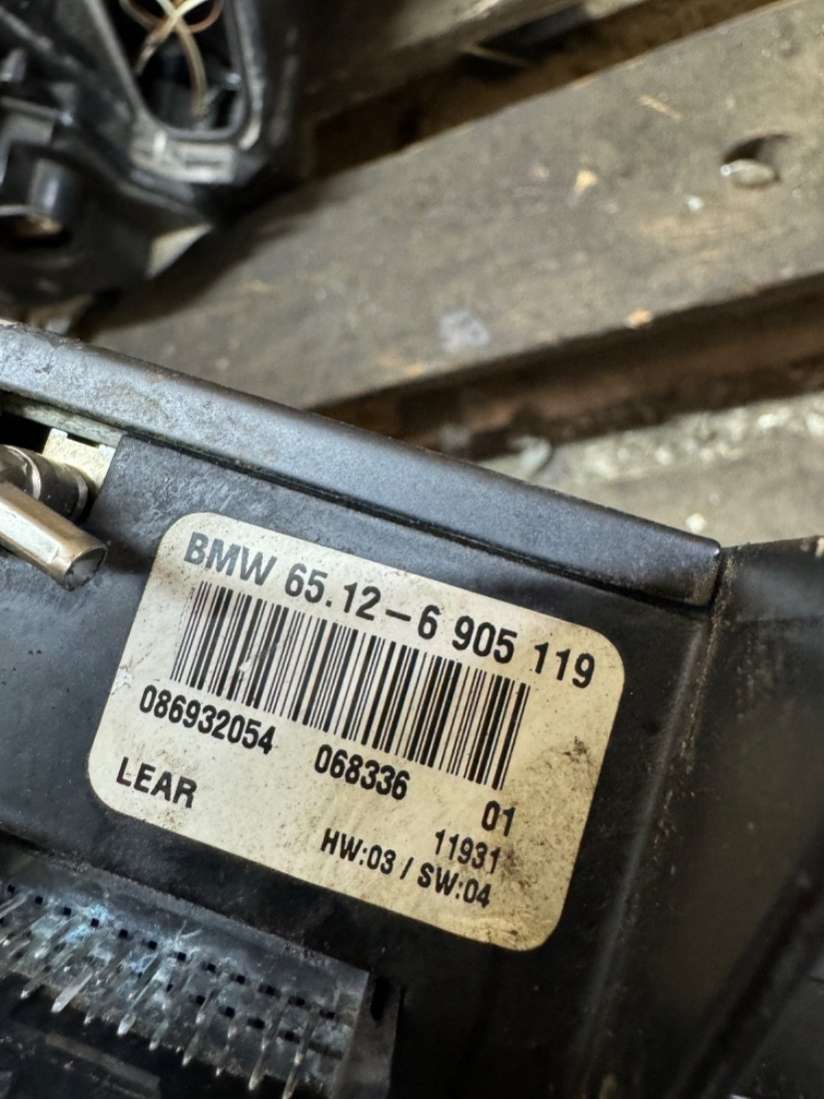 BMW 65.12-6 905 119
086932054 068336 01
LEAR 11931
HW:03 / SW:04